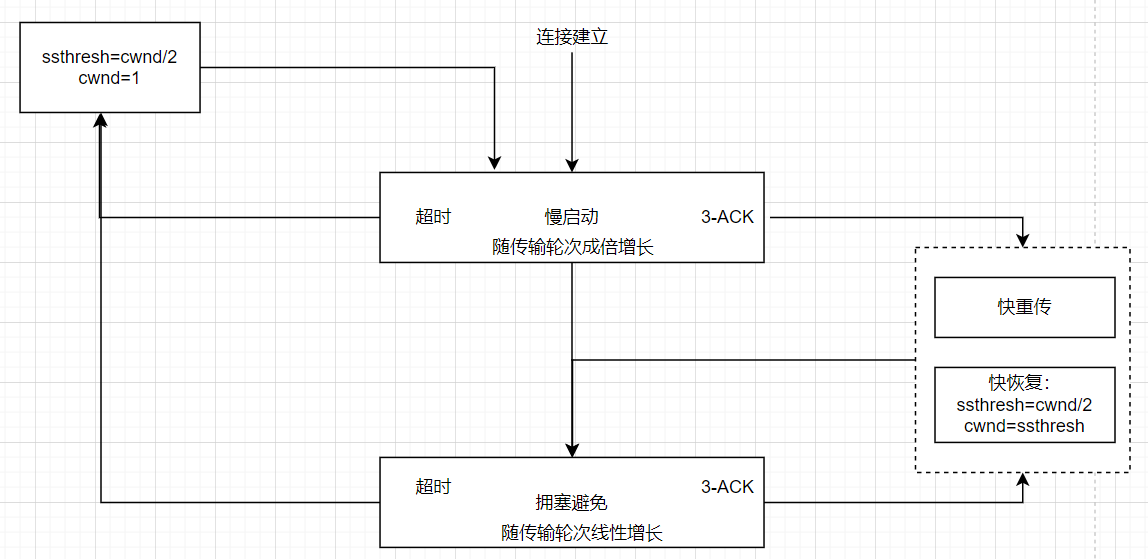 连接建立
ssthresh=cwnd/2
cwnd=1
超时
慢启动
3-ACK
随传输轮次成倍增长
快重传
快恢复：
ssthresh=cwnd/2
cwnd=ssthresh
超时
3-ACK
拥塞避免
随传输轮次线性增长